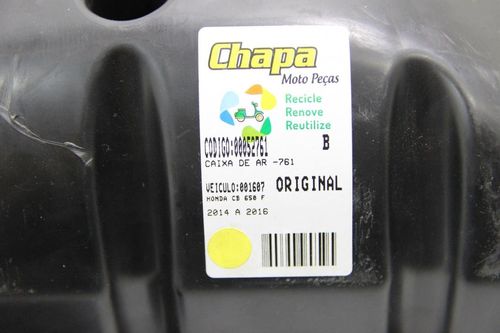 Chapa
Moto Peças
Recicle
Renove
Reutilize
CODIGO:00052761 B
CAIXA DE AR -761
VEICULO:001607 ORIGINAL
HONDA CB 650 F
2014 A 2016